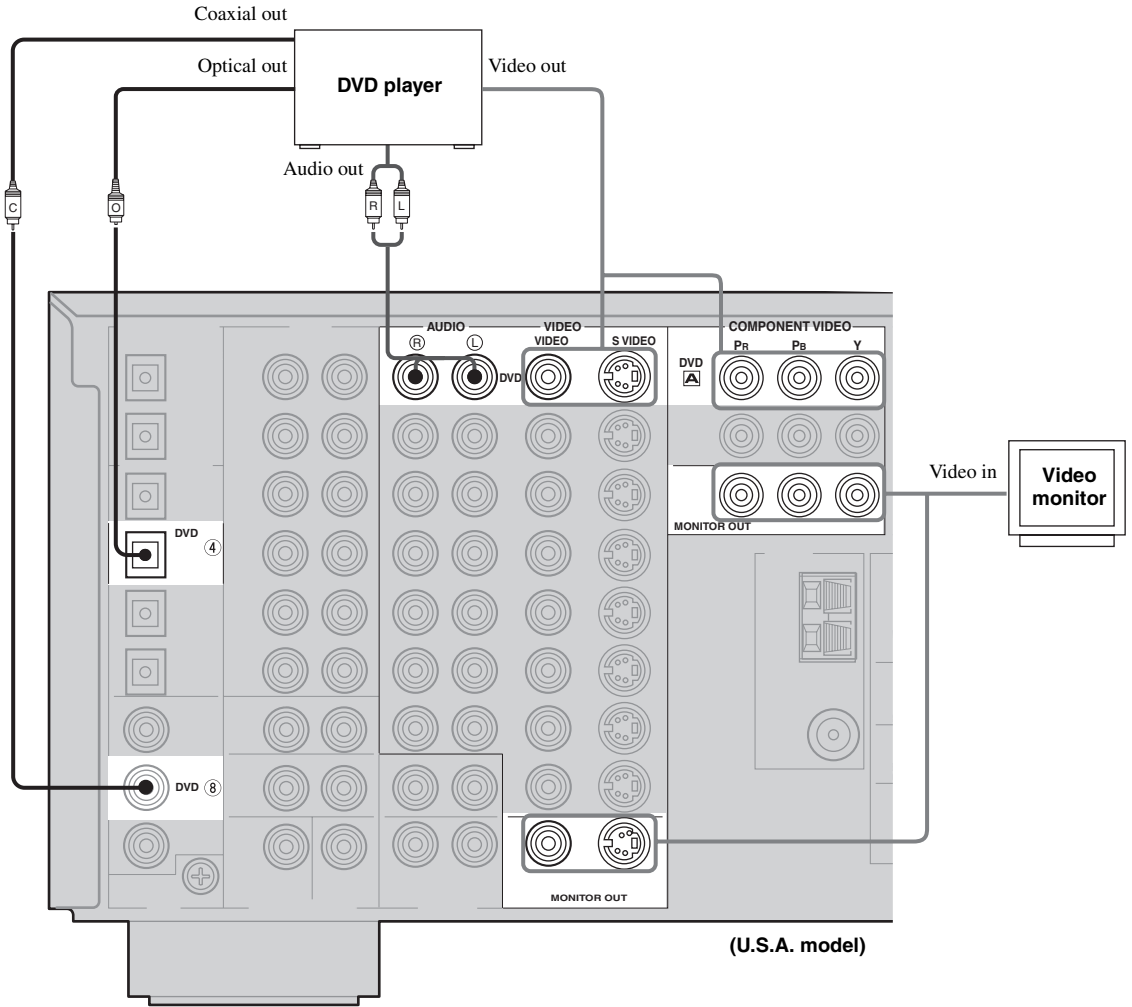 Coaxial out
Optical out
DVD player
Video out
Audio out
C
O
R
L
AUDIO
VIDEO
COMPONENT VIDEO
Ⓡ
Ⓛ
VIDEO
S VIDEO
PR
PB
Y
DVD
DVD
A
Video in
Video
monitor
MONITOR OUT
DVD
④
DVD ⑧
MONITOR OUT
(U.S.A. model)